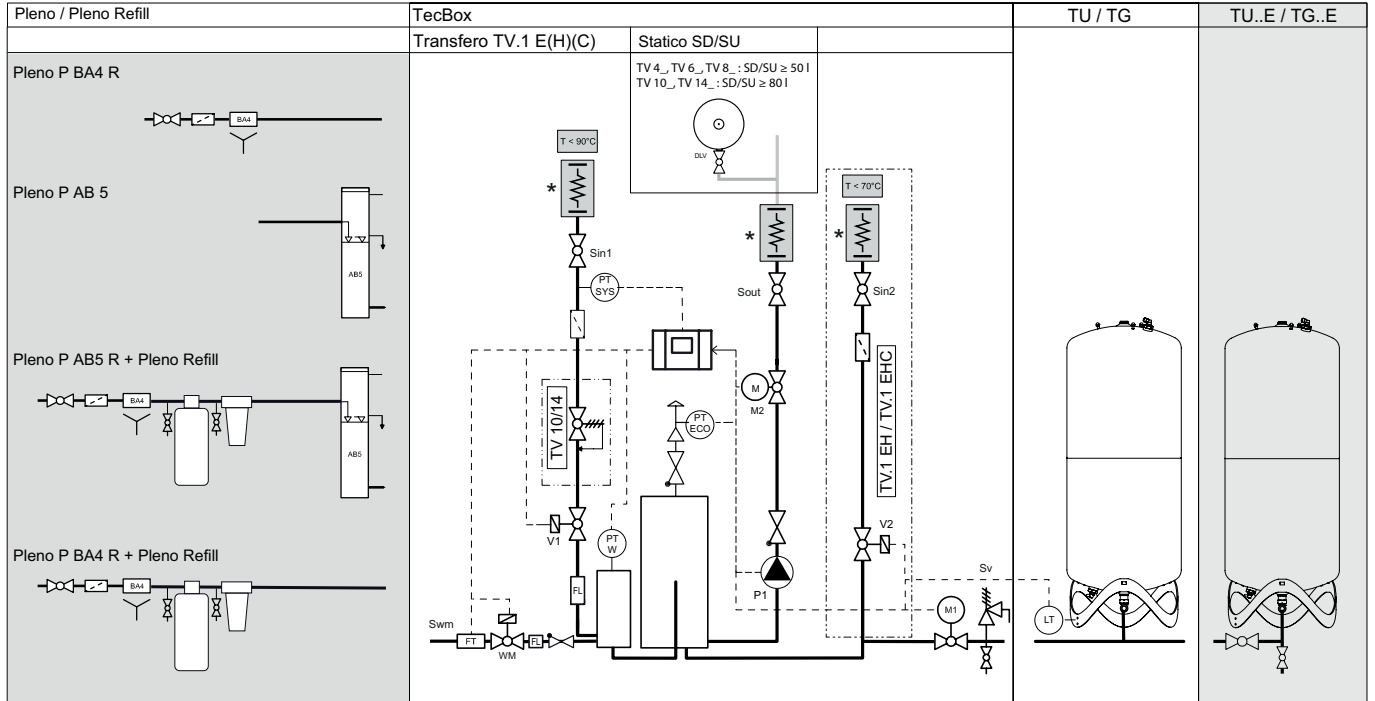 Pleno / Pleno Refill
TecBox
TU / TG
TU..E / TG..E
Transfero TV.1 E(H)(C)
Statico SD/SU
Pleno P BA4 R
BA4
Pleno P AB 5
AB5
Pleno P AB5 R + Pleno Refill
BA4
AB5
Pleno P BA4 R + Pleno Refill
BA4
TV 4_, TV 6_, TV 8_ : SD/SU ≥ 50 l
TV 10_, TV 14_ : SD/SU ≥ 80 l
DLV
T < 90°C
*
Sin1
PT
SYS
*
Sout
T < 70°C
*
Sin2
M
M2
PT
ECO
TV 10/14
TV.1 EH / TV.1 EHC
V1
PT
W
V2
FL
P1
Sv
M1
LT
Swm
FT
WM
FL